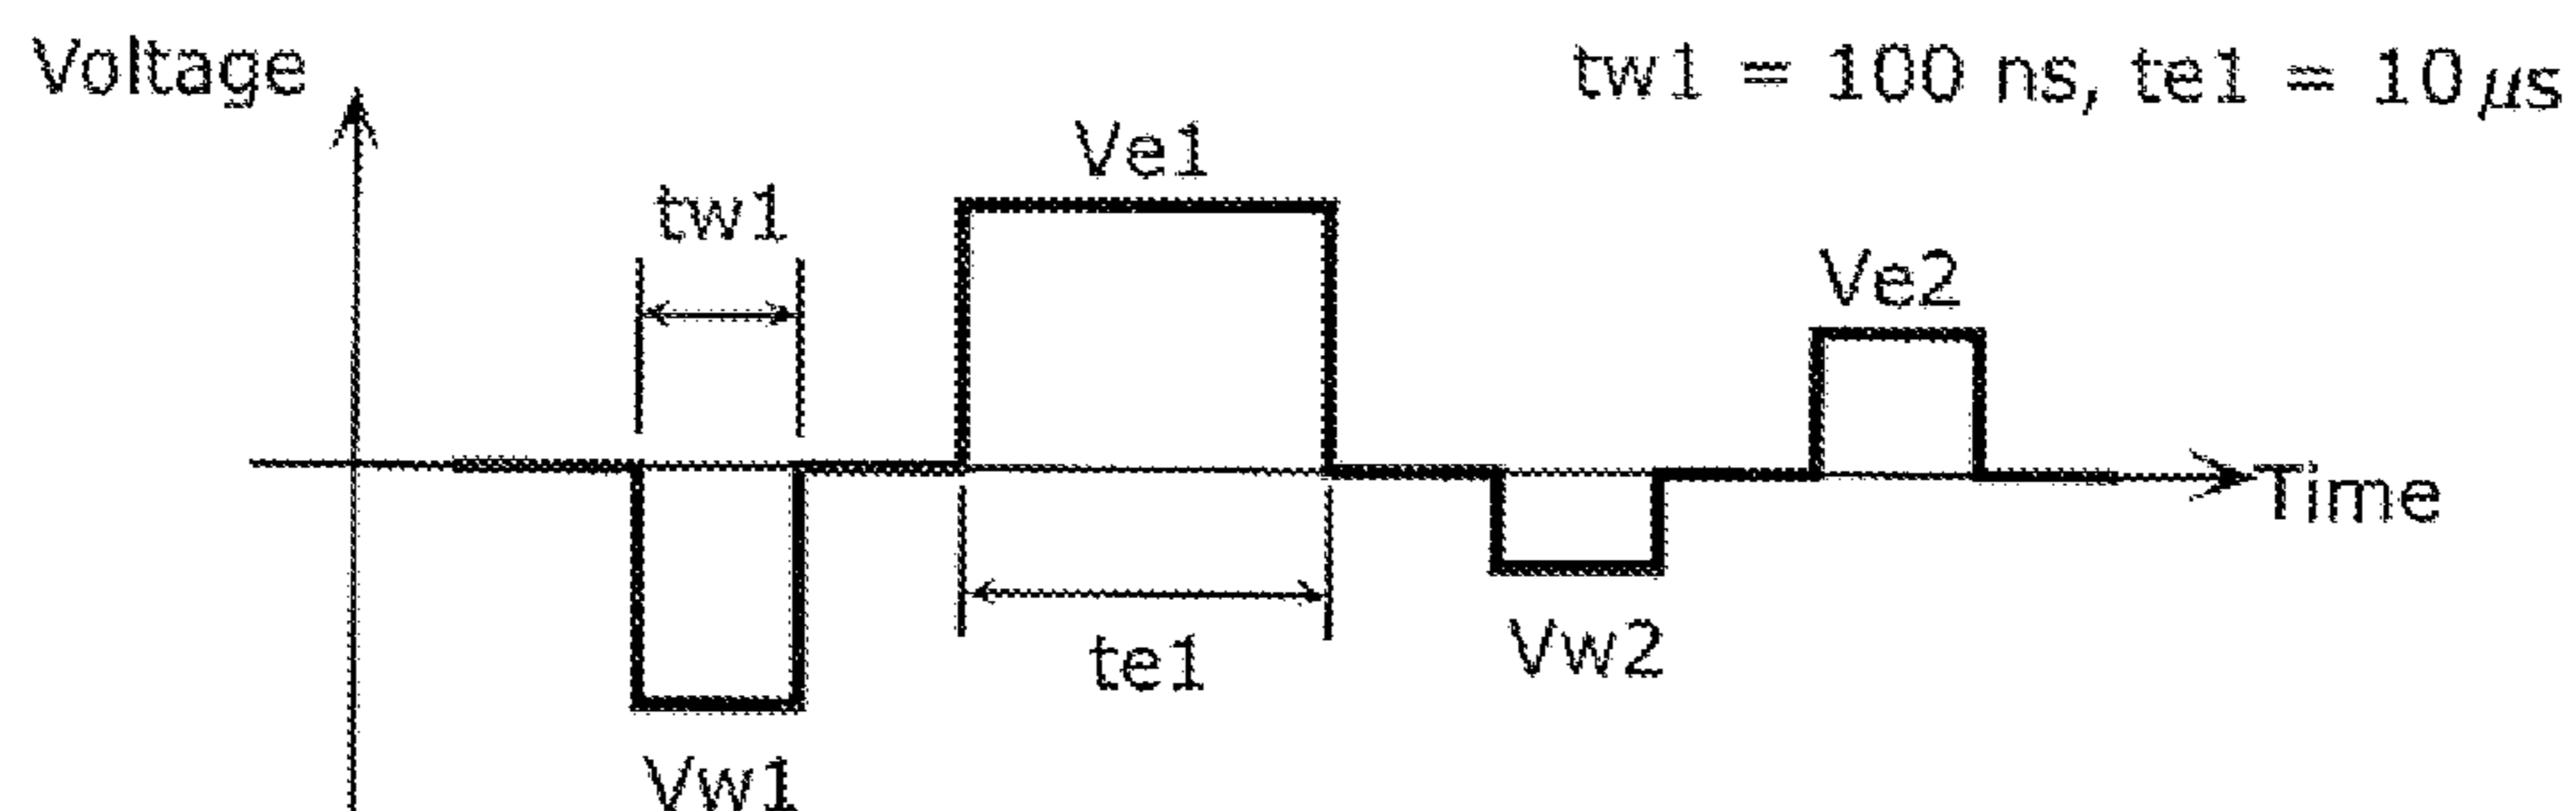 Voltage
tw1 = 100 ns, te1 = 10 μs
Ve1
tw1
Ve2
Time
te1
Vw2
Vw1